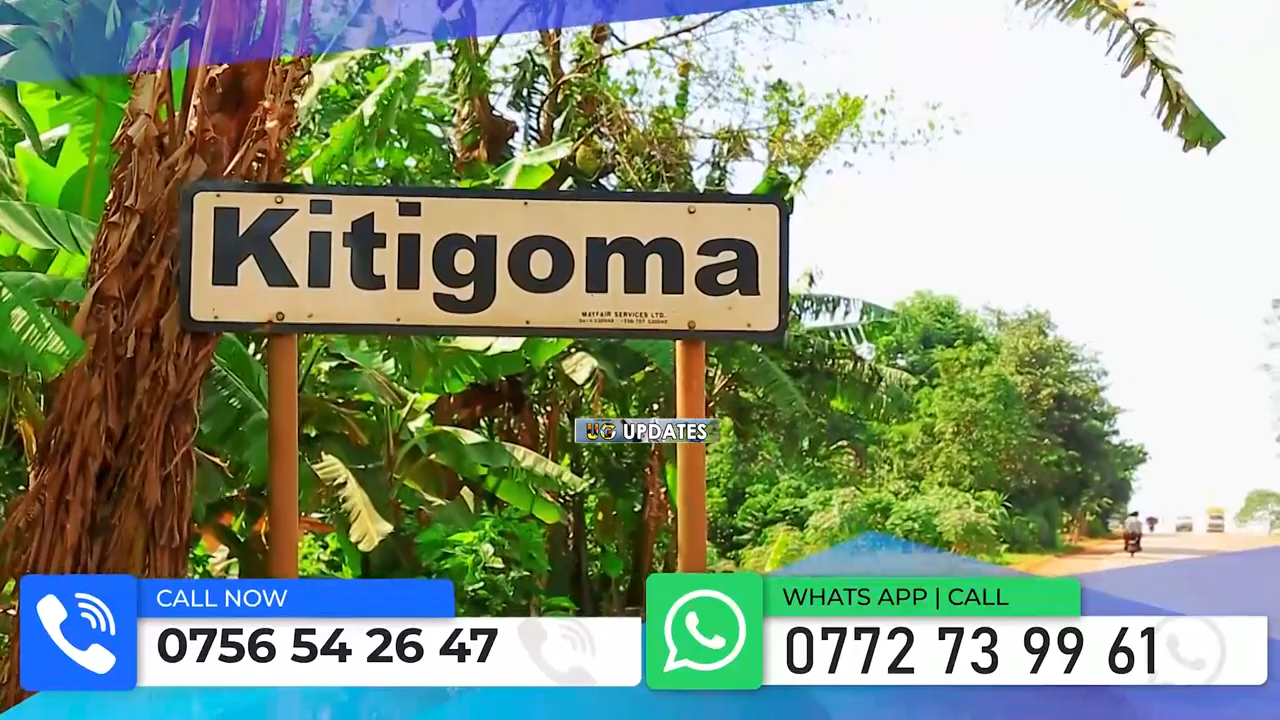 Kitigoma
MAYFAIR SERVICES LTD.
UG UPDATES
CALL NOW
0756 54 26 47
WHATS APP | CALL
0772 73 99 61